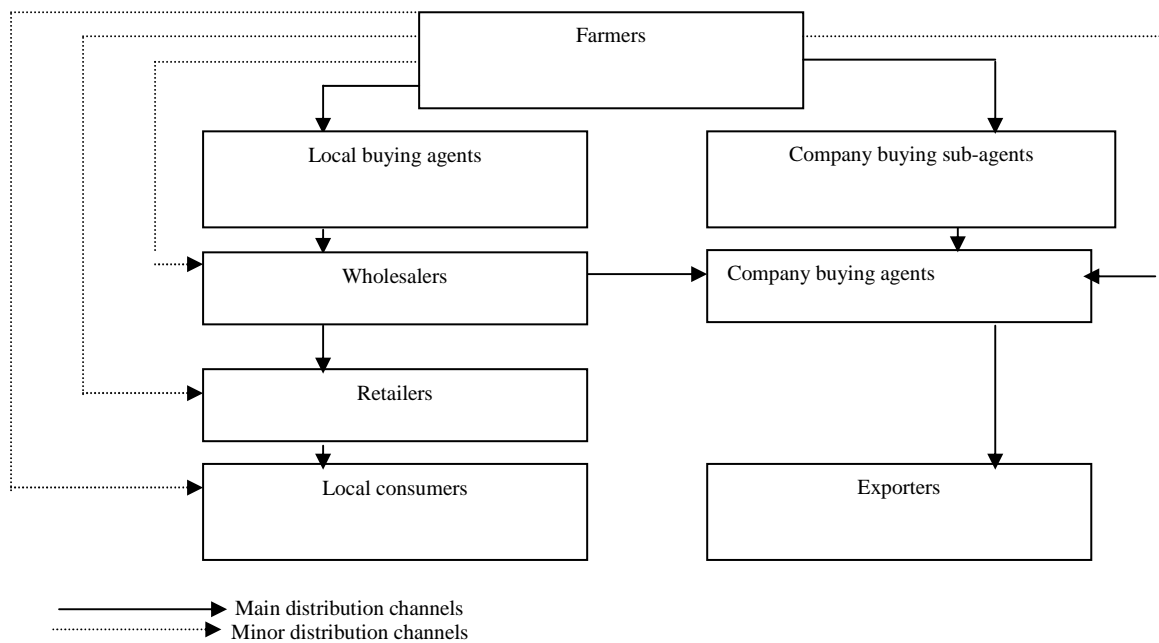 Farmers
Local buying agents
Company buying sub-agents
Wholesalers
Company buying agents
Retailers
Local consumers
Exporters
Main distribution channels
Minor distribution channels